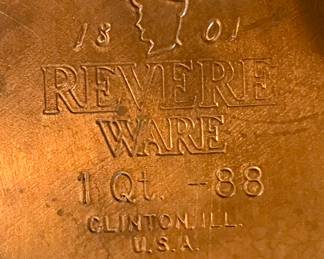 18 01
REVERE
WARE
1 Qt. -88
CLINTON, ILL.
U.S.A.